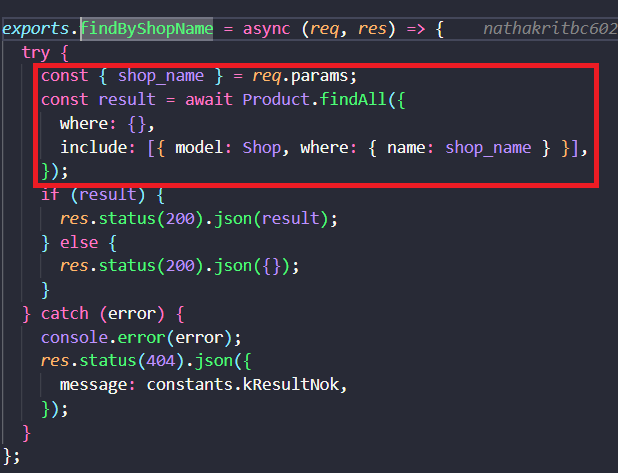 exports.findByShopName = async (req, res) => { nathakritbc602
try {
const { shop_name } = req.params;
const result = await Product.findAll({
where: {},
include: [{ model: Shop, where: { name: shop_name } }],
});
if (result) {
res.status(200).json(result);
} else {
res.status(200).json({});
}
} catch (error) {
console.error(error);
res.status(404).json({
message: constants.kResultNok,
});
}
};